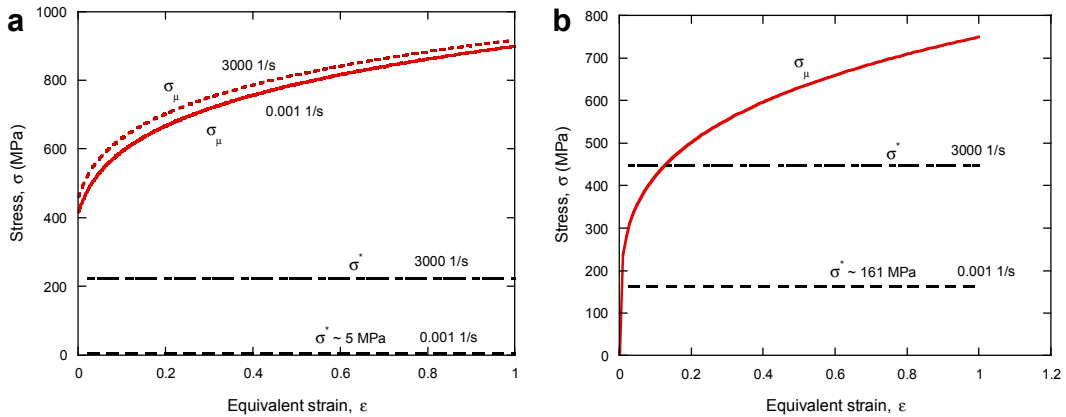 a
1000
800
600
400
200
0
Stress, σ (MPa)
3000 1/s
σμ
0.001 1/s
σμ
σ* 3000 1/s
σ* ~ 5 MPa 0.001 1/s
0 0.2 0.4 0.6 0.8 1
Equivalent strain, ε
b
800
700
600
500
400
300
200
100
0
Stress, σ (MPa)
σμ
σ* 3000 1/s
σ* ~ 161 MPa 0.001 1/s
0 0.2 0.4 0.6 0.8 1 1.2
Equivalent strain, ε